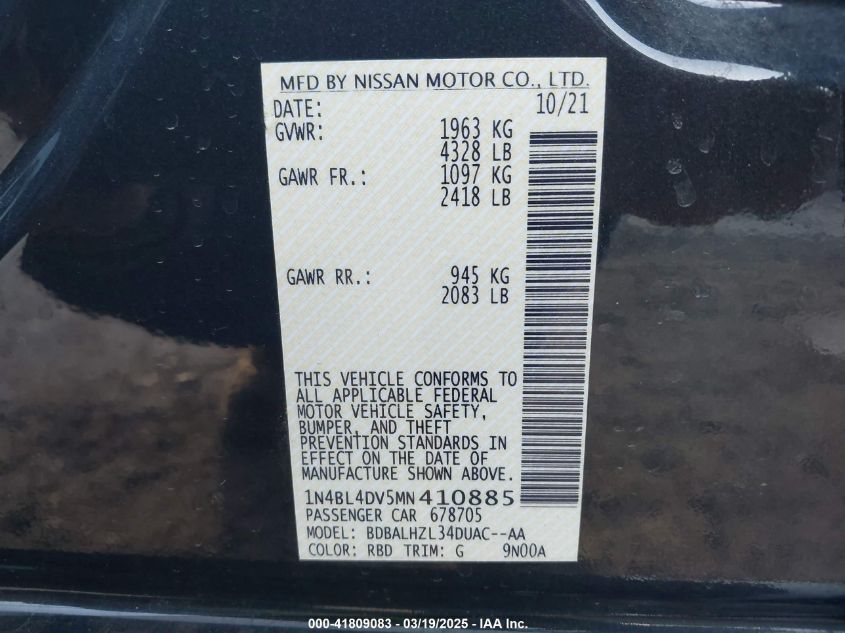 MFD BY NISSAN MOTOR CO., LTD.
DATE: 10/21
GVWR: 1963 KG
4328 LB
GAWR FR.: 1097 KG
2418 LB
GAWR RR.: 945 KG
2083 LB
THIS VEHICLE CONFORMS TO
ALL APPLICABLE FEDERAL
MOTOR VEHICLE SAFETY,
BUMPER, AND THEFT
PREVENTION STANDARDS IN
EFFECT ON THE DATE OF
MANUFACTURE SHOWN ABOVE.
1N4BL4DV5MN410885
PASSENGER CAR 678705
MODEL: BDBALHZL34DUAC--AA
COLOR: RBD TRIM: G 9N00A
000-41809083 - 03/19/2025 - IAA Inc.